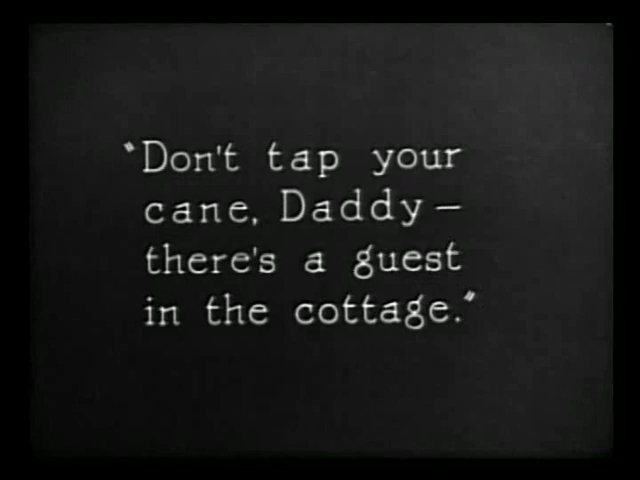 "Don't tap your
cane, Daddy —
there's a guest
in the cottage."